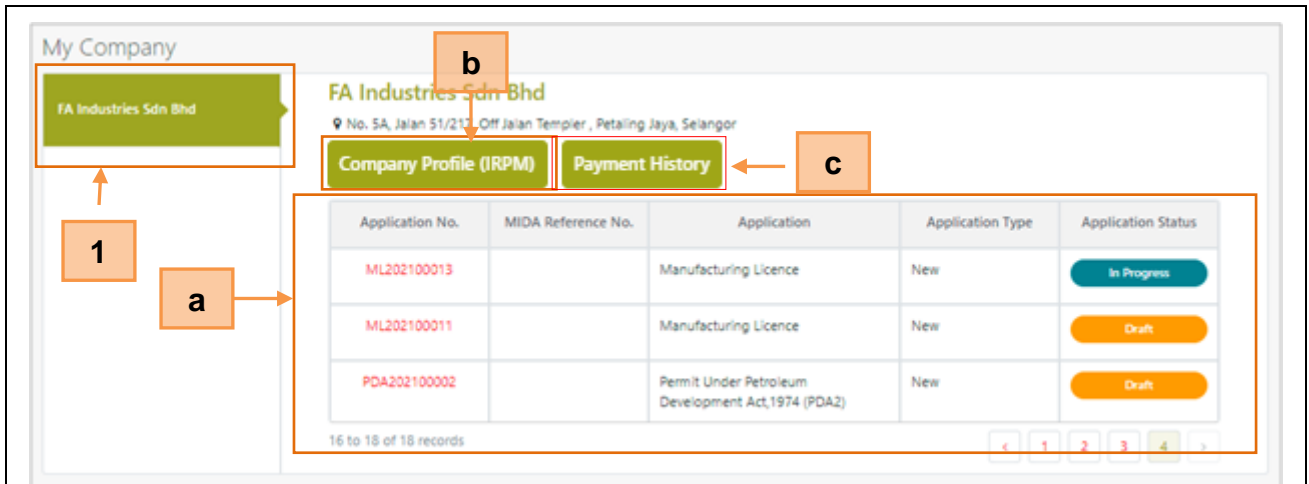 My Company
b
FA Industries Sdn Bhd
FA Industries Sdn Bhd
No. 5A, Jalan 51/217, Off Jalan Templer , Petaling Jaya, Selangor
Company Profile (IRPM) Payment History
c
1
a
Application No. MIDA Reference No. Application Application Type Application Status
ML202100013 Manufacturing Licence New In Progress
ML202100011 Manufacturing Licence New Draft
PDA202100002 Permit Under Petroleum New Draft
Development Act,1974 (PDA2)
16 to 18 of 18 records < 1 2 3 4 >